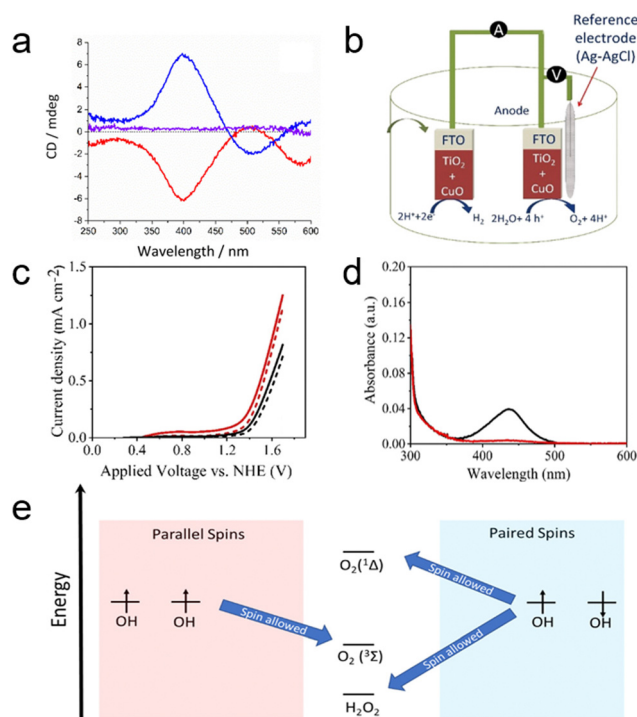 a
8
6
4
2
0
-2
-4
-6
-8
250 300 350 400 450 500 550 600
CD / mdeg
Wavelength / nm
b
Reference
electrode
(Ag-AgCl)
A
V
Anode
FTO
TiO2
+
CuO
FTO
TiO2
+
CuO
2H⁺+2e⁻ H2 2H2O+ 4 h⁺ O2+ 4H⁺
c
1.5
1.0
0.5
0.0
0.4 0.8 1.2 1.6
Current density (mA cm⁻²)
Applied Voltage vs. NHE (V)
d
0.20
0.16
0.12
0.08
0.04
0.00
300 400 500 600
Absorbance (a.u.)
Wavelength (nm)
e
Energy
Parallel Spins
Paired Spins
OH OH
Spin allowed
O2(¹Δ)
O2 (³Σ)
H2O2
Spin allowed
Spin allowed
OH OH